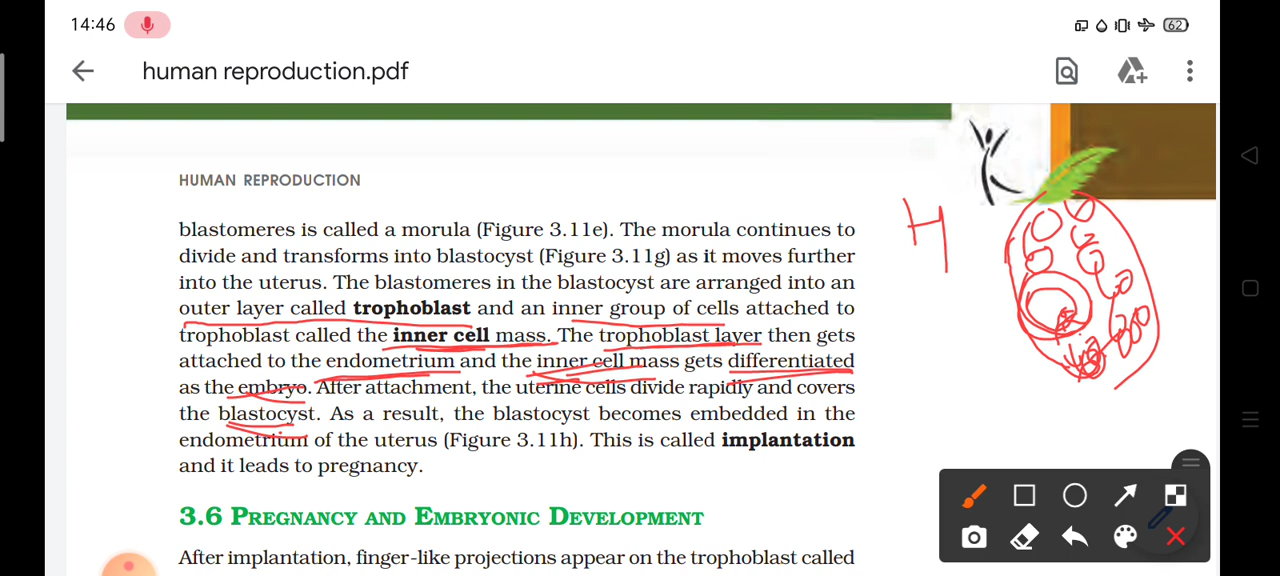 14:46
62
human reproduction.pdf
HUMAN REPRODUCTION
H
blastomeres is called a morula (Figure 3.11e). The morula continues to
divide and transforms into blastocyst (Figure 3.11g) as it moves further
into the uterus. The blastomeres in the blastocyst are arranged into an
outer layer called trophoblast and an inner group of cells attached to
trophoblast called the inner cell mass. The trophoblast layer then gets
attached to the endometrium and the inner cell mass gets differentiated
as the embryo. After attachment, the uterine cells divide rapidly and covers
the blastocyst. As a result, the blastocyst becomes embedded in the
endometrium of the uterus (Figure 3.11h). This is called implantation
and it leads to pregnancy.
3.6 PREGNANCY AND EMBRYONIC DEVELOPMENT
After implantation, finger-like projections appear on the trophoblast called